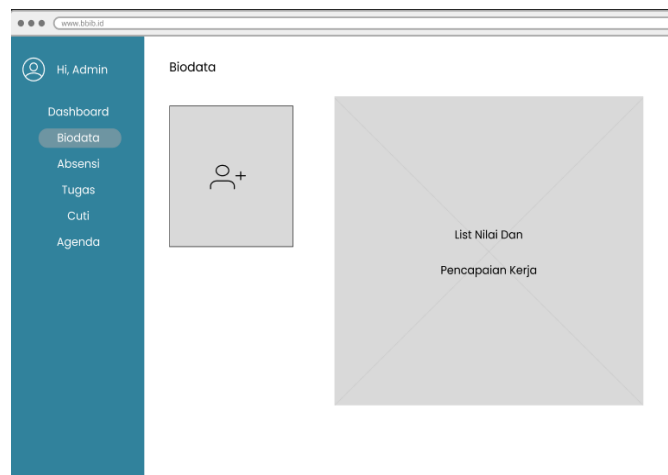 www.bbib.id
Hi, Admin
Dashboard
Biodata
Absensi
Tugas
Cuti
Agenda
Biodata
List Nilai Dan
Pencapaian Kerja